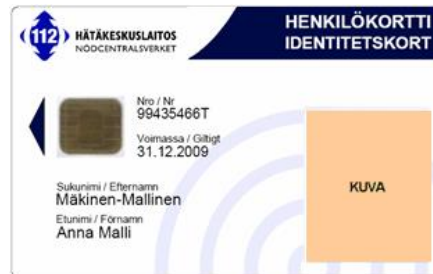 112
HÄTÄKESKUSLAITOS
NÖDCENTRALSVERKET
HENKILÖKORTTI
IDENTITETSKORT
Nro / Nr
99435466T
Voimassa / Giltigt
31.12.2009
Sukunimi / Efternamn
Mäkinen-Mallinen
Etunimi / Förnamn
Anna Malli
KUVA